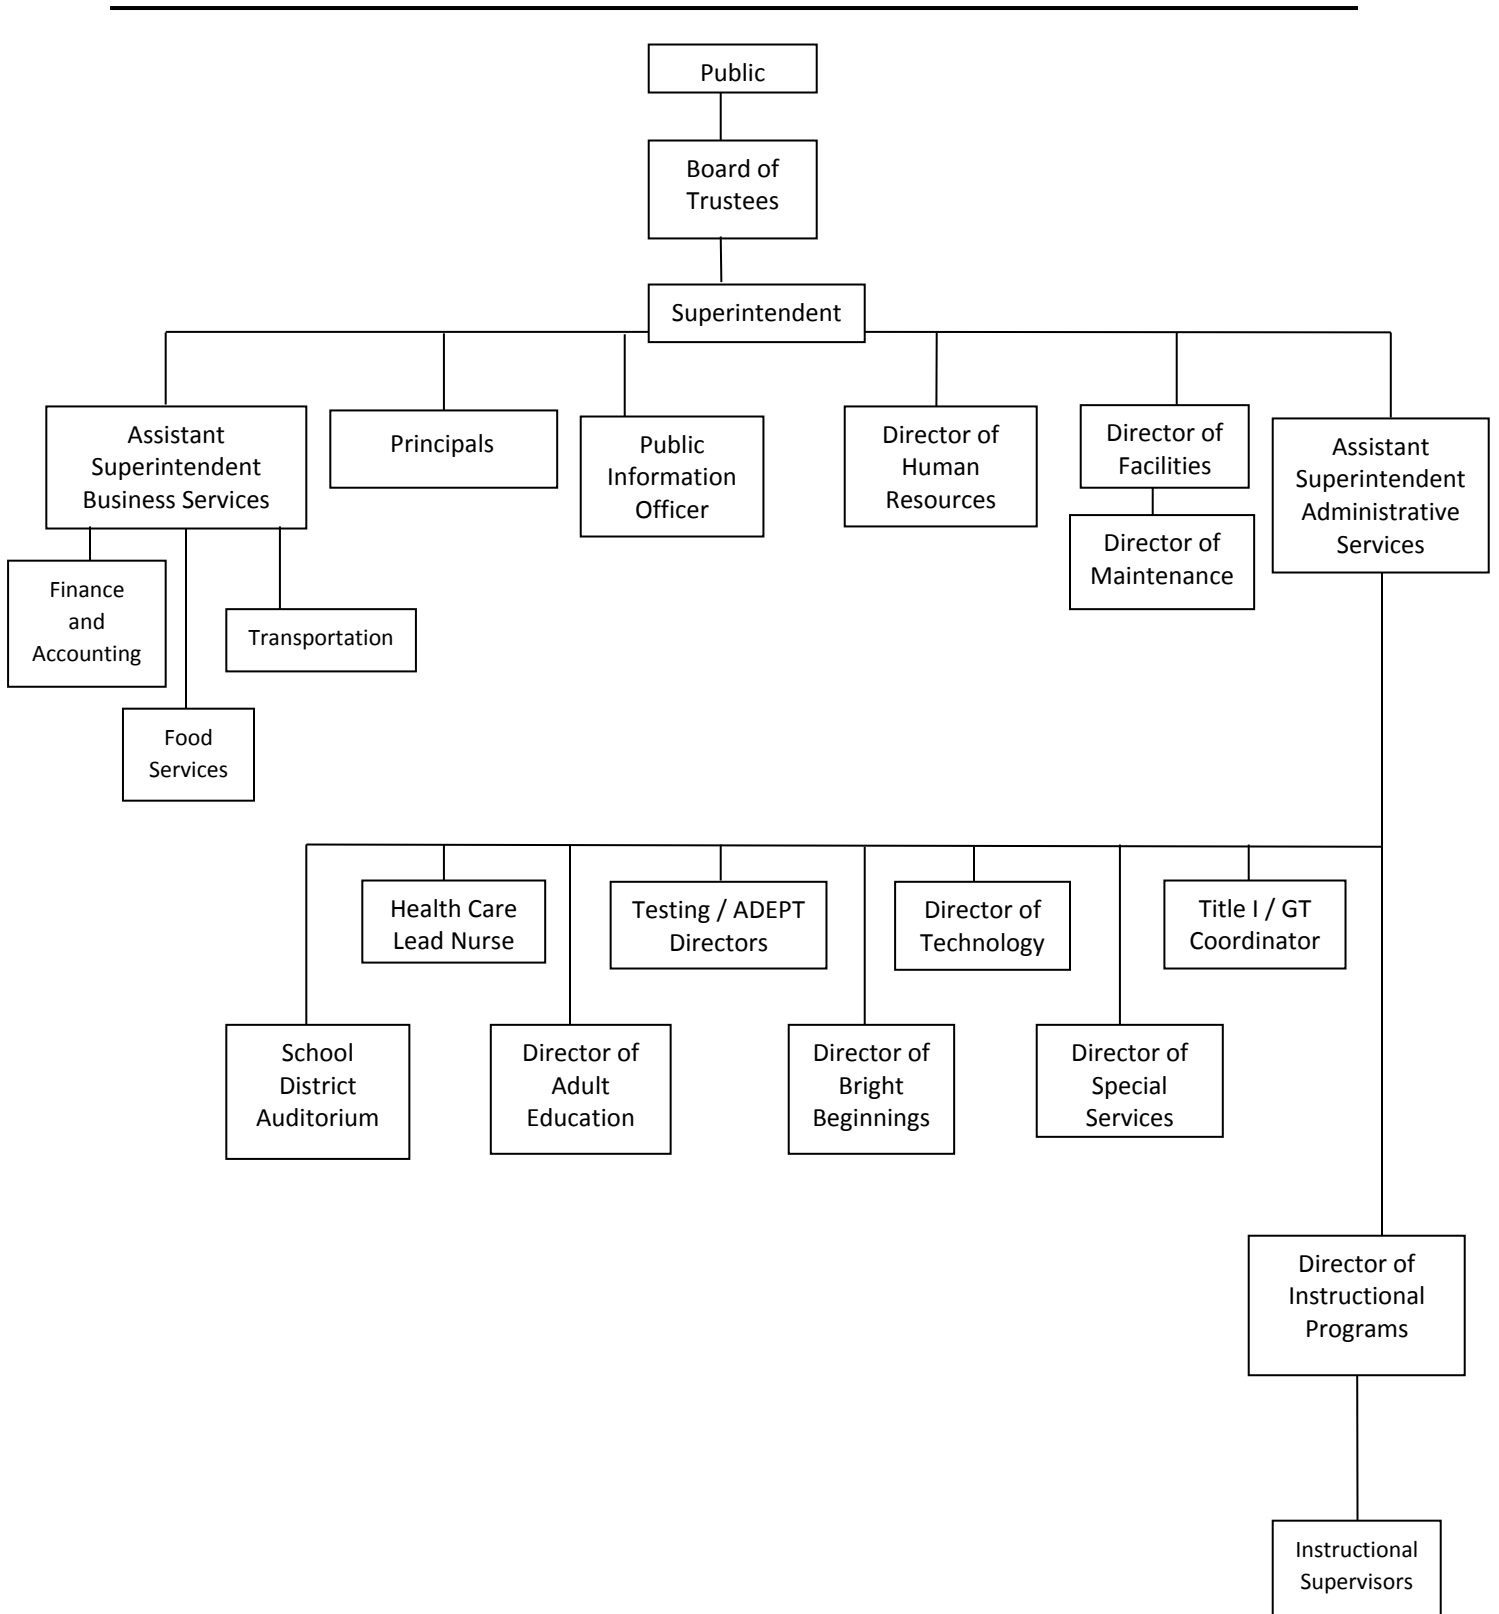 Public
Board of
Trustees
Superintendent
Assistant
Superintendent
Business Services
Principals
Public
Information
Officer
Director of
Human
Resources
Director of
Facilities
Assistant
Superintendent
Administrative
Services
Director of
Maintenance
Finance
and
Accounting
Transportation
Food
Services
Health Care
Lead Nurse
Testing / ADEPT
Directors
Director of
Technology
Title I / GT
Coordinator
School
District
Auditorium
Director of
Adult
Education
Director of
Bright
Beginnings
Director of
Special
Services
Director of
Instructional
Programs
Instructional
Supervisors